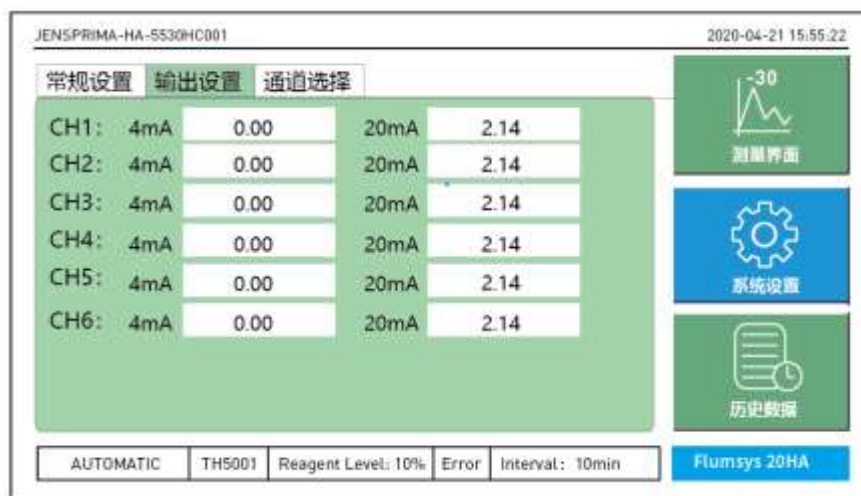 JENSPRIMA-HA-5530HC001 2020-04-21 15:55:22
常规设置 输出设置 通道选择
CH1: 4mA 0.00 20mA 2.14
CH2: 4mA 0.00 20mA 2.14
CH3: 4mA 0.00 20mA 2.14
CH4: 4mA 0.00 20mA 2.14
CH5: 4mA 0.00 20mA 2.14
CH6: 4mA 0.00 20mA 2.14
-30
测量界面
系统设置
历史数据
AUTOMATIC TH5001 Reagent Level: 10% Error Interval: 10min Flumsys 20HA